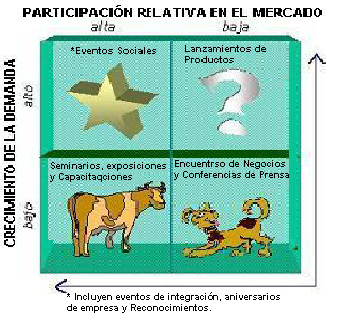 PARTICIPACIÓN RELATIVA EN EL MERCADO
alta
baja
CRECIMIENTO DE LA DEMANDA
alto
bajo
*Eventos Sociales
Lanzamientos de
Productos
Seminarios, exposiciones
y Capacitaqciones
Encuentrso de Negocios
y Conferencias de Prensa
* Incluyen eventos de integración, aniversarios
de empresa y Reconocimientos.